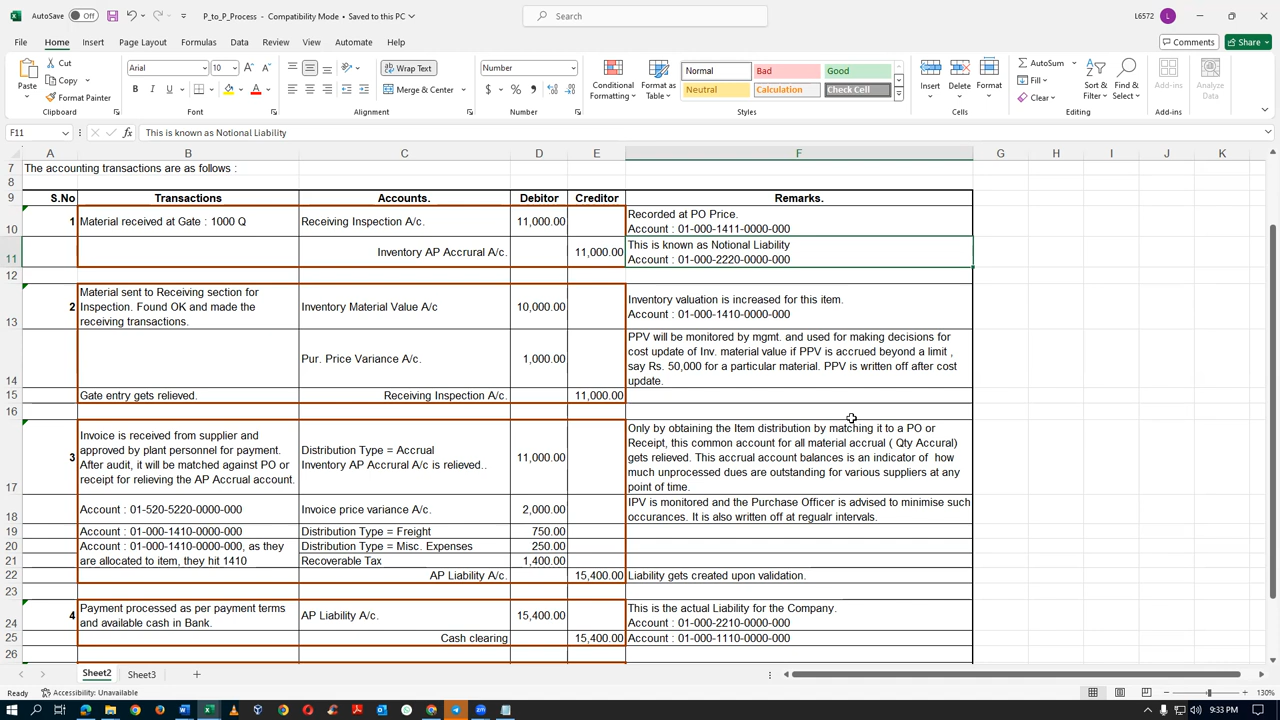 AutoSave Off P_to_P_Process - Compatibility Mode • Saved to this PC Search L6572 L
File Home Insert Page Layout Formulas Data Review View Automate Help Comments Share
Paste Cut Copy Format Painter Clipboard
Arial 10 Font
Wrap Text Merge & Center Alignment
Number Number
Conditional Formatting Format as Table Normal Bad Good Neutral Calculation Check Cell Styles
Insert Delete Format Cells
AutoSum Fill Clear Sort & Filter Find & Select Editing
Add-ins Add-ins Analyze Data
F11 fx This is known as Notional Liability
A B C D E F G H I J K
7 The accounting transactions are as follows :
8
9 S.No Transactions Accounts. Debitor Creditor Remarks.
Recorded at PO Price.
10 1 Material received at Gate : 1000 Q Receiving Inspection A/c. 11,000.00 Account : 01-000-1411-0000-000
This is known as Notional Liability
11 Inventory AP Accrural A/c. 11,000.00 Account : 01-000-2220-0000-000
12
Material sent to Receiving section for
13 2 Inspection. Found OK and made the Inventory Material Value A/c 10,000.00 Inventory valuation is increased for this item.
receiving transactions. Account : 01-000-1410-0000-000
PPV will be monitored by mgmt. and used for making decisions for
14 Pur. Price Variance A/c. 1,000.00 cost update of Inv. material value if PPV is accrued beyond a limit ,
say Rs. 50,000 for a particular material. PPV is written off after cost
update.
15 Gate entry gets relieved. Receiving Inspection A/c. 11,000.00
16
Only by obtaining the Item distribution by matching it to a PO or
Invoice is received from supplier and Receipt, this common account for all material accrual ( Qty Accural)
17 3 approved by plant personnel for payment. Distribution Type = Accrual 11,000.00 gets relieved. This accrual account balances is an indicator of how
After audit, it will be matched against PO or Inventory AP Accrural A/c is relieved.. much unprocessed dues are outstanding for various suppliers at any
receipt for relieving the AP Accrual account. point of time.
IPV is monitored and the Purchase Officer is advised to minimise such
18 Account : 01-520-5220-0000-000 Invoice price variance A/c. 2,000.00 occurances. It is also written off at regualr intervals.
19 Account : 01-000-1410-0000-000 Distribution Type = Freight 750.00
20 Account : 01-000-1410-0000-000, as they Distribution Type = Misc. Expenses 250.00
21 are allocated to item, they hit 1410 Recoverable Tax 1,400.00
22 AP Liability A/c. 15,400.00 Liability gets created upon validation.
23
Payment processed as per payment terms This is the actual Liability for the Company.
24 4 and available cash in Bank. AP Liability A/c. 15,400.00 Account : 01-000-2210-0000-000
25 Cash clearing 15,400.00 Account : 01-000-1110-0000-000
26
Sheet2 Sheet3
Ready Accessibility: Unavailable 130%
9:33 PM